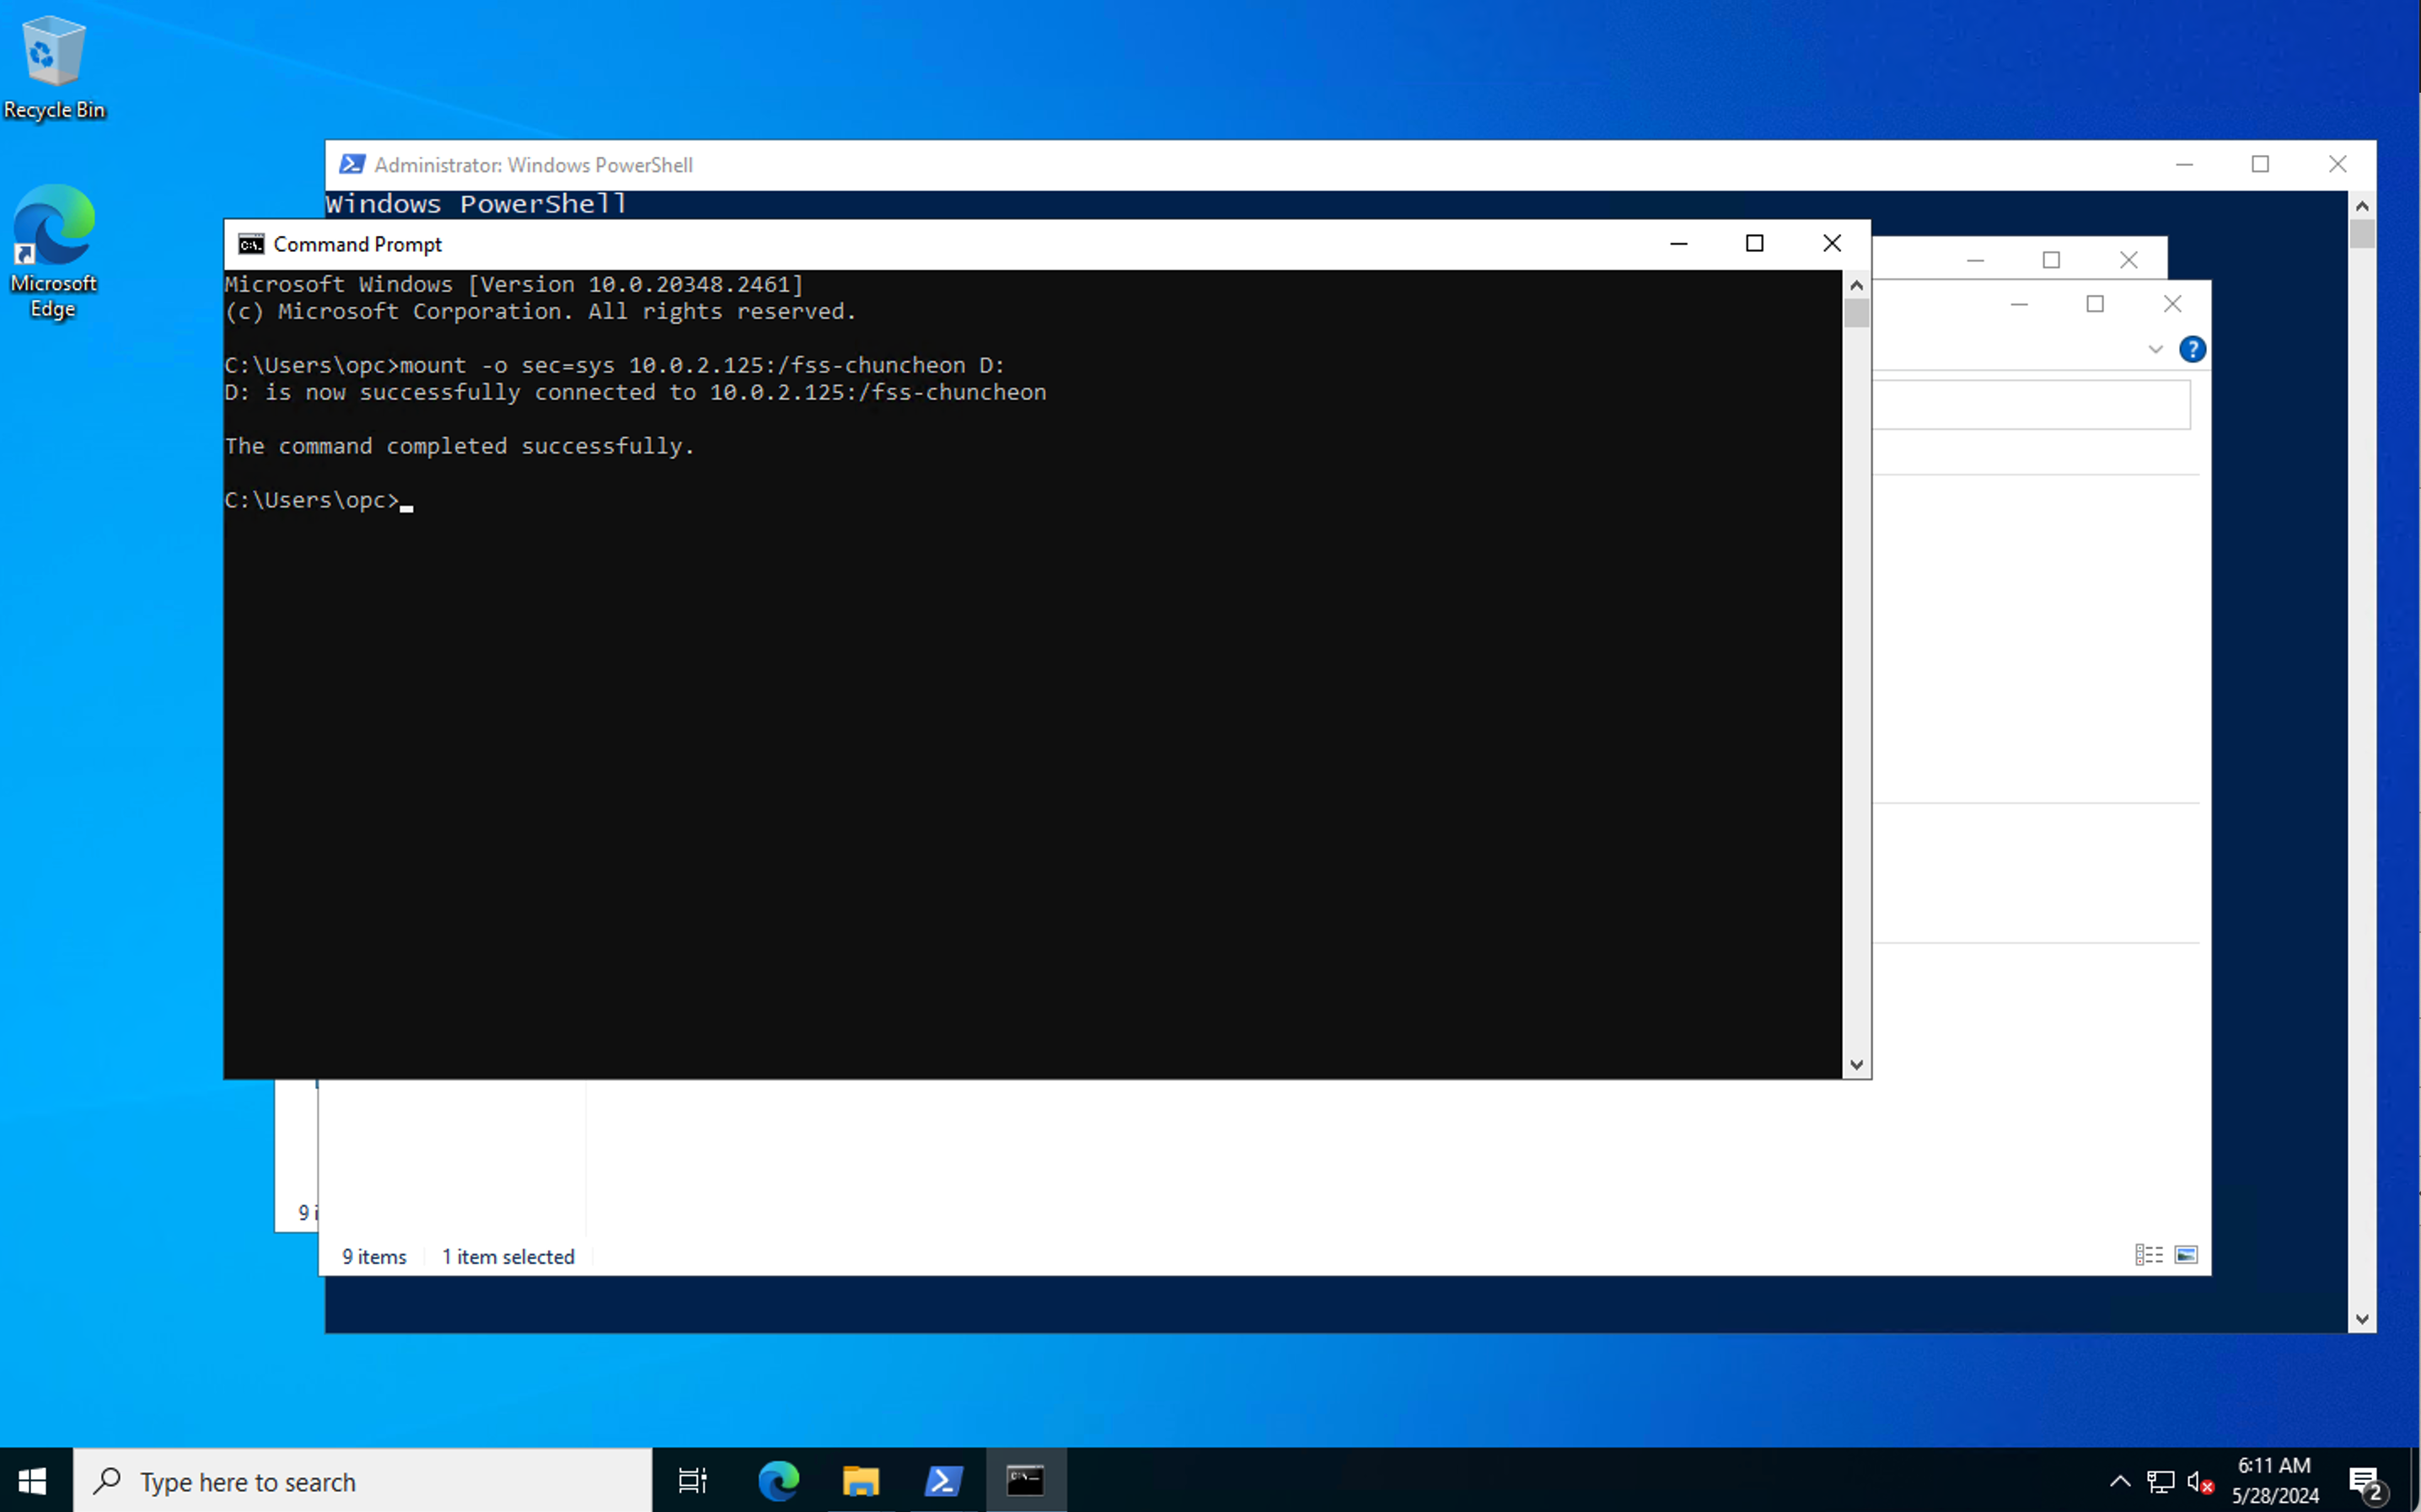 Recycle Bin
Microsoft
Edge
Administrator: Windows PowerShell
Windows PowerShell
Command Prompt
Microsoft Windows [Version 10.0.20348.2461]
(c) Microsoft Corporation. All rights reserved.
C:\Users\opc>mount -o sec=sys 10.0.2.125:/fss-chuncheon D:
D: is now successfully connected to 10.0.2.125:/fss-chuncheon
The command completed successfully.
C:\Users\opc>
9 i
9 items 1 item selected
Type here to search
6:11 AM
5/28/2024
2